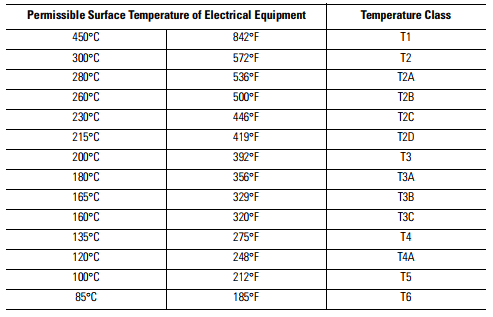 Permissible Surface Temperature of Electrical Equipment Temperature Class
450°C 842°F T1
300°C 572°F T2
280°C 536°F T2A
260°C 500°F T2B
230°C 446°F T2C
215°C 419°F T2D
200°C 392°F T3
180°C 356°F T3A
165°C 329°F T3B
160°C 320°F T3C
135°C 275°F T4
120°C 248°F T4A
100°C 212°F T5
85°C 185°F T6